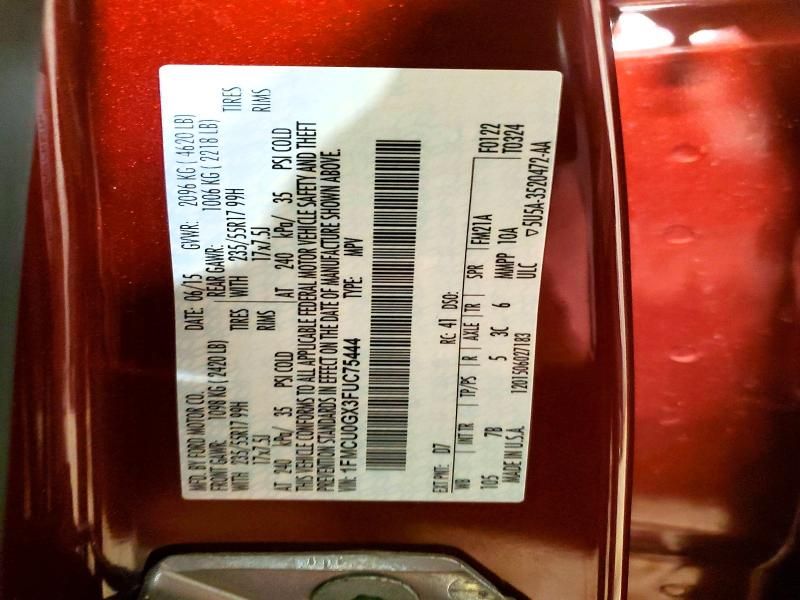 MFD. BY FORD MOTOR CO. DATE: 06/15 GVWR: 2096 KG ( 4620 LB)
FRONT GAWR: 1098 KG ( 2420 LB) REAR GAWR: 1006 KG ( 2218 LB)
WITH 235/55R17 99H TIRES WITH 235/55R17 99H TIRES
17x7.5J RIMS 17x7.5J RIMS
AT 240 kPa/ 35 PSI COLD AT 240 kPa/ 35 PSI COLD
THIS VEHICLE CONFORMS TO ALL APPLICABLE FEDERAL MOTOR VEHICLE SAFETY AND THEFT
PREVENTION STANDARDS IN EFFECT ON THE DATE OF MANUFACTURE SHOWN ABOVE.
VIN: 1FMCU0GX3FUC75444 TYPE: MPV
EXT PNT: D7 RC: 41 DSO: F0122
WB INT TR TP/PS R AXLE TR SPR FM21A T0324
105 7B 5 3C 6 MMPP 10A
MADE IN U.S.A. 1201506027183 ULC ▽5U5A-3520472-AA